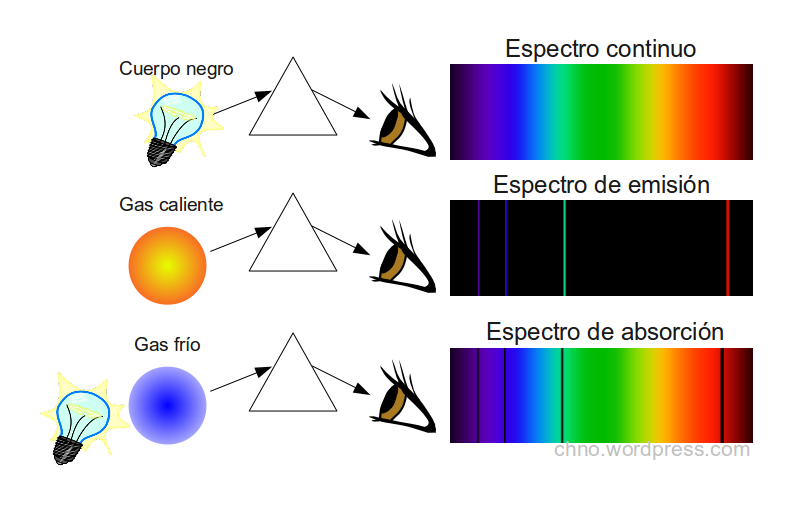 Cuerpo negro
Espectro continuo
Gas caliente
Espectro de emisión
Gas frío
Espectro de absorción
chno.wordpress.com